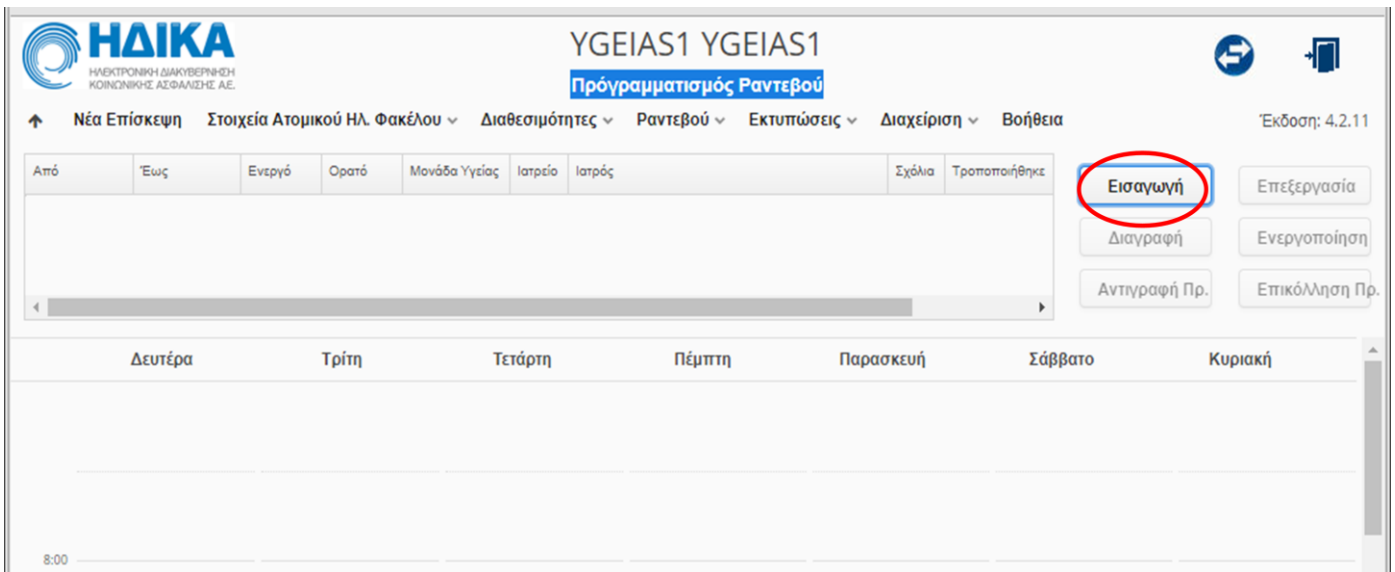 ΗΔΙΚΑ
ΗΛΕΚΤΡΟΝΙΚΗ ΔΙΑΚΥΒΕΡΝΗΣΗ
ΚΟΙΝΩΝΙΚΗΣ ΑΣΦΑΛΙΣΗΣ Α.Ε.
YGEIAS1 YGEIAS1
Πρόγραμματισμός Ραντεβού
Νέα Επίσκεψη Στοιχεία Ατομικού Ηλ. Φακέλου Διαθεσιμότητες Ραντεβού Εκτυπώσεις Διαχείριση Βοήθεια Έκδοση: 4.2.11
Από Έως Ενεργό Ορατό Μονάδα Υγείας Ιατρείο Ιατρός Σχόλια Τροποποιήθηκε
Εισαγωγή Επεξεργασία
Διαγραφή Ενεργοποίηση
Αντιγραφή Πρ. Επικόλληση Πρ.
Δευτέρα Τρίτη Τετάρτη Πέμπτη Παρασκευή Σάββατο Κυριακή
8:00